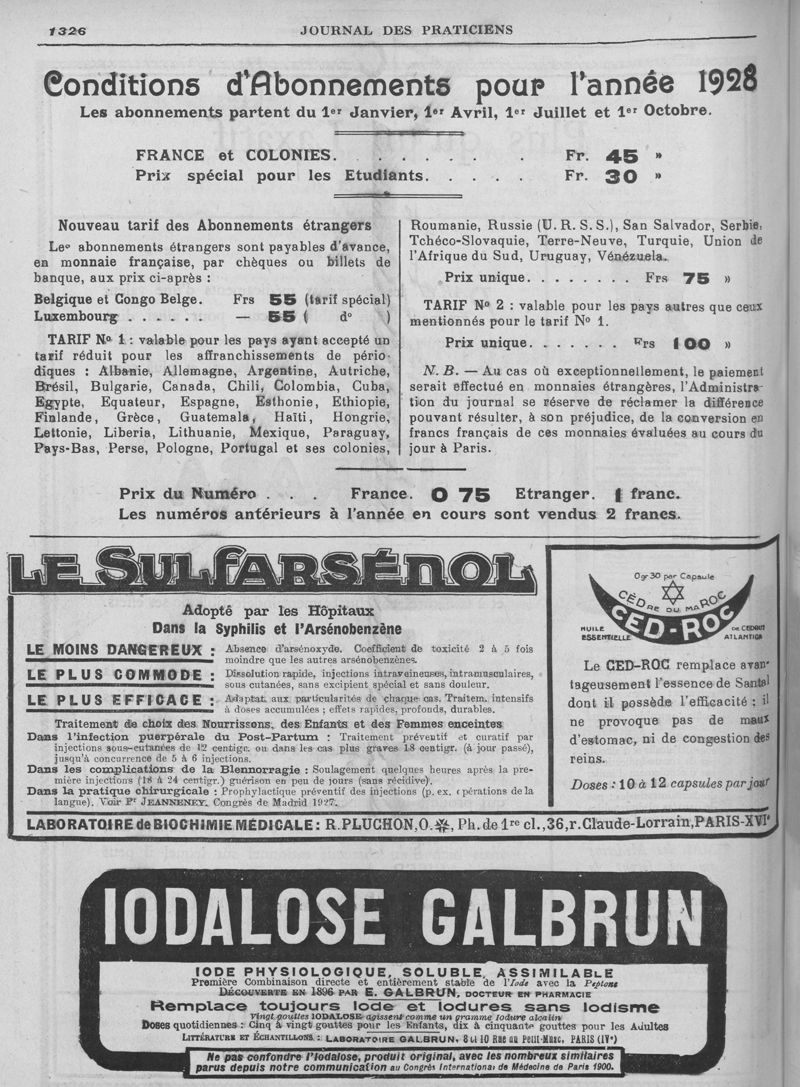 1326
JOURNAL DES PRATICIENS
Conditions d'Abonnements pour l'année 1928
Les abonnements partent du 1er Janvier, 1er Avril, 1er Juillet et 1er Octobre.
FRANCE et COLONIES. . . . . . . . Fr. 45 »
Prix spécial pour les Etudiants. . . . . Fr. 30 »
Nouveau tarif des Abonnements étrangers
Les abonnements étrangers sont payables d'avance,
en monnaie française, par chèques ou billets de
banque, aux prix ci-après :
Belgique et Congo Belge. Frs 55 (tarif spécial)
Luxembourg . . . . . . — 55 ( do )
TARIF No 1 : valable pour les pays ayant accepté un
tarif réduit pour les affranchissements de pério-
diques : Albanie, Allemagne, Argentine, Autriche,
Brésil, Bulgarie, Canada, Chili, Colombia, Cuba,
Egypte, Equateur, Espagne, Esthonie, Ethiopie,
Finlande, Grèce, Guatemala, Haïti, Hongrie,
Lettonie, Liberia, Lithuanie, Mexique, Paraguay,
Pays-Bas, Perse, Pologne, Portugal et ses colonies,
Roumanie, Russie (U. R. S. S.), San Salvador, Serbie,
Tchéco-Slovaquie, Terre-Neuve, Turquie, Union de
l'Afrique du Sud, Uruguay, Vénézuela.
Prix unique. . . . . . . . Frs 75 »
TARIF No 2 : valable pour les pays autres que ceux
mentionnés pour le tarif No 1.
Prix unique. . . . . . . Frs 100 »
N. B. — Au cas où exceptionnellement, le paiement
serait effectué en monnaies étrangères, l'Administra-
tion du journal se réserve de réclamer la différence
pouvant résulter, à son préjudice, de la conversion en
francs français de ces monnaies évaluées au cours du
jour à Paris.
Prix du Numéro . . . France. 0 75 Etranger. 1 franc.
Les numéros antérieurs à l'année en cours sont vendus 2 francs.
LE SULFARSÉNOL
Adopté par les Hôpitaux
Dans la Syphilis et l'Arsénobenzène
LE MOINS DANGEREUX : Absence d'arsénoxyde. Coefficient de toxicité 2 à 5 fois
moindre que les autres arsénobenzènes.
LE PLUS COMMODE : Dissolution rapide, injections intraveineuses, intramusculaires,
sous cutanées, sans excipient spécial et sans douleur.
LE PLUS EFFICACE : Adaptat. aux particularités de chaque cas. Traitem. intensifs
à doses accumulées ; effets rapides, profonds, durables.
Traitement de choix des Nourrissons, des Enfants et des Femmes enceintes
Dans l'infection puerpérale du Post-Partum : Traitement préventif et curatif par
injections sous-cutanées de 12 centigr. ou dans les cas plus graves 18 centigr. (à jour passé),
jusqu'à concurrence de 5 à 6 injections.
Dans les complications de la Blennorragie : Soulagement quelques heures après la pre-
mière injections (18 à 24 centigr.) guérison en peu de jours (sans récidive).
Dans la pratique chirurgicale : Prophylactique préventif des injections (p. ex. opérations de la
langue). Voir Pr JEANNENEY. Congrès de Madrid 1927.
0 gr 30 par Capsule
CÈDRE DU MAROC
CED-ROC
HUILE
ESSENTIELLE
DE CEDRUS
ATLANTICA
Le CED-ROC remplace avan-
tageusement l'essence de Santal
dont il possède l'efficacité : il
ne provoque pas de maux
d'estomac, ni de congestion des
reins.
Doses : 10 à 12 capsules par jour
LABORATOIRE de BIOCHIMIE MÉDICALE : R. PLUCHON, O. ✻, Ph. de 1re cl., 36, r. Claude-Lorrain, PARIS-XVIe
IODALOSE GALBRUN
IODE PHYSIOLOGIQUE, SOLUBLE, ASSIMILABLE
Première Combinaison directe et entièrement stable de l'Iode avec la Peptone
DÉCOUVERTE EN 1896 PAR E. GALBRUN, DOCTEUR EN PHARMACIE
Remplace toujours Iode et Iodures sans Iodisme
Vingt gouttes IODALOSE agissent comme un gramme Iodure alcalin
Doses quotidiennes : Cinq à vingt gouttes pour les Enfants, dix à cinquante gouttes pour les Adultes
LITTÉRATURE ET ÉCHANTILLONS. : LABORATOIRE GALBRUN, 8 et 10 Rue du Petit-Musc, PARIS (IVe)
Ne pas confondre l'Iodalose, produit original, avec les nombreux similaires
parus depuis notre communication au Congrès International de Médecine de Paris 1900.